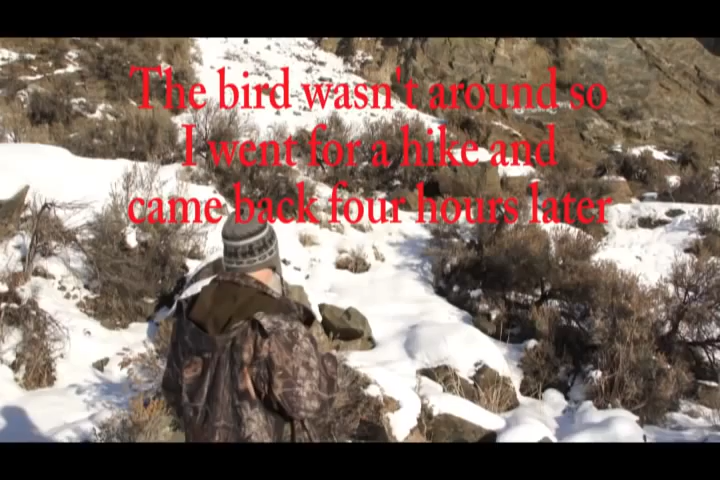 The bird wasn't around so
I went for a hike and
came back four hours later